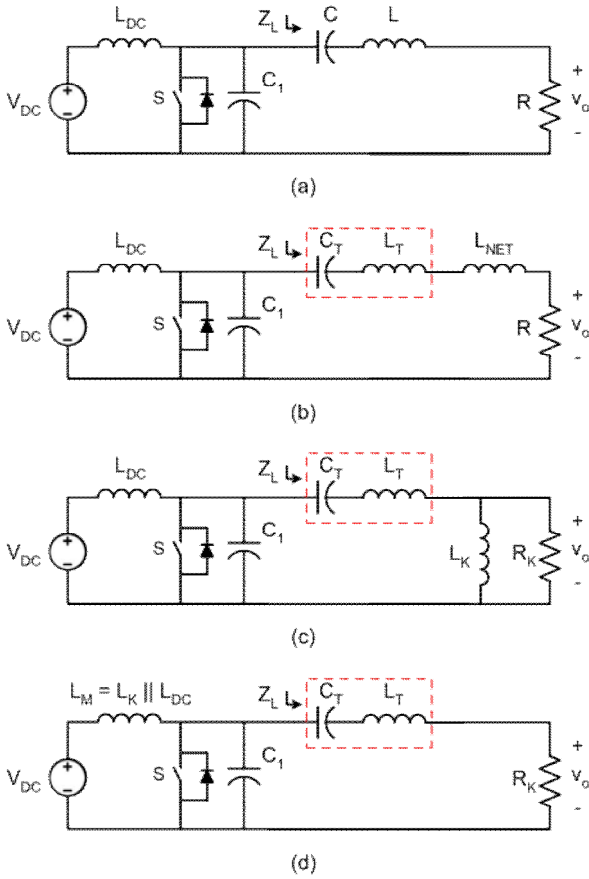 L_DC Z_L C L
V_DC S C_1 R + v_o -
(a)
L_DC Z_L C_T L_T L_NET
V_DC S C_1 R + v_o -
(b)
L_DC Z_L C_T L_T
V_DC S C_1 L_K R_K + v_o -
(c)
L_M = L_K || L_DC Z_L C_T L_T
V_DC S C_1 R_K + v_o -
(d)